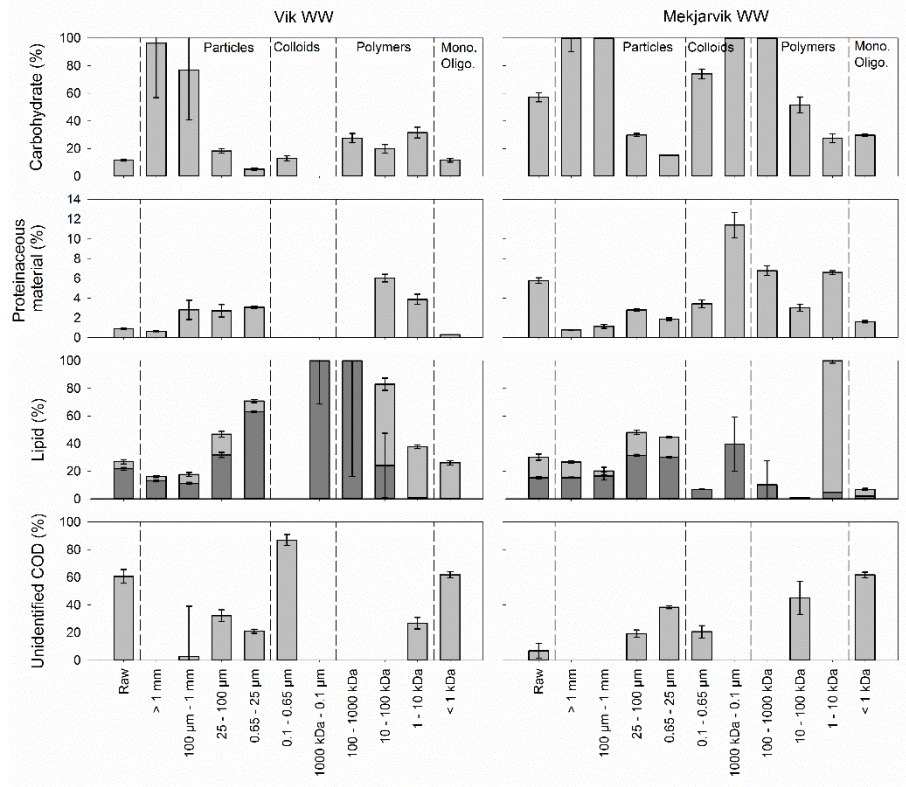 Vik WW
Mekjarvik WW
Carbohydrate (%)
100
80
60
40
20
0
Particles
Colloids
Polymers
Mono.
Oligo.
Particles
Colloids
Polymers
Mono.
Oligo.
Proteinaceous
material (%)
14
12
10
8
6
4
2
0
Lipid (%)
100
80
60
40
20
0
Unidentified COD (%)
100
80
60
40
20
0
Raw
> 1 mm
100 µm - 1 mm
25 - 100 µm
0.65 - 25 µm
0.1 - 0.65 µm
1000 kDa - 0.1 µm
100 - 1000 kDa
10 - 100 kDa
1 - 10 kDa
< 1 kDa
Raw
> 1 mm
100 µm - 1 mm
25 - 100 µm
0.65 - 25 µm
0.1 - 0.65 µm
1000 kDa - 0.1 µm
100 - 1000 kDa
10 - 100 kDa
1 - 10 kDa
< 1 kDa